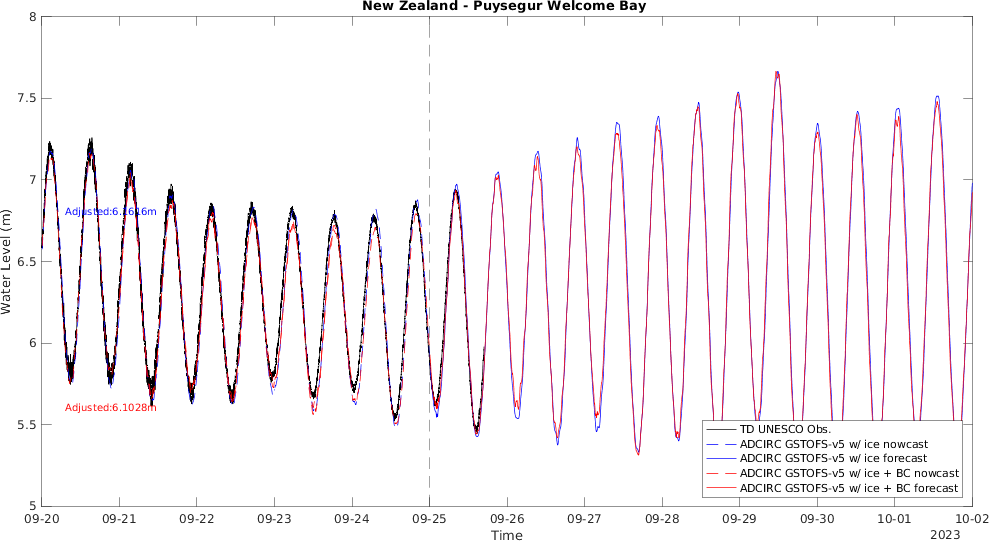 New Zealand - Puysegur Welcome Bay
8
7.5
7
6.5
6
5.5
5
Water Level (m)
Adjusted:6.1616m
Adjusted:6.1028m
TD UNESCO Obs.
ADCIRC GSTOFS-v5 w/ ice nowcast
ADCIRC GSTOFS-v5 w/ ice forecast
ADCIRC GSTOFS-v5 w/ ice + BC nowcast
ADCIRC GSTOFS-v5 w/ ice + BC forecast
09-20 09-21 09-22 09-23 09-24 09-25 09-26 09-27 09-28 09-29 09-30 10-01 10-02
Time
2023